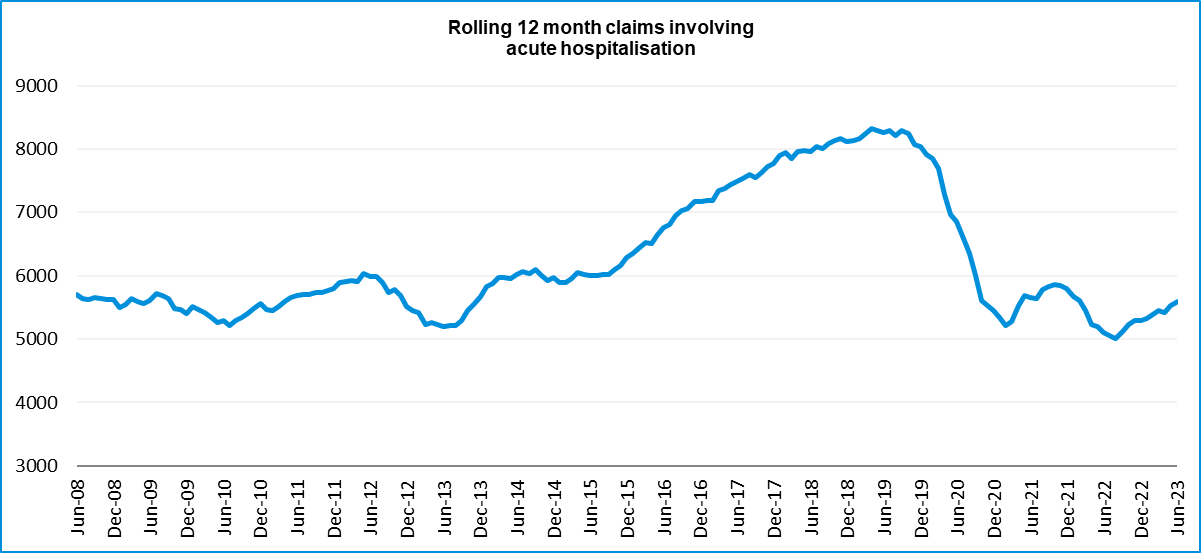 Rolling 12 month claims involving
acute hospitalisation
9000
8000
7000
6000
5000
4000
3000
Jun-08
Dec-08
Jun-09
Dec-09
Jun-10
Dec-10
Jun-11
Dec-11
Jun-12
Dec-12
Jun-13
Dec-13
Jun-14
Dec-14
Jun-15
Dec-15
Jun-16
Dec-16
Jun-17
Dec-17
Jun-18
Dec-18
Jun-19
Dec-19
Jun-20
Dec-20
Jun-21
Dec-21
Jun-22
Dec-22
Jun-23